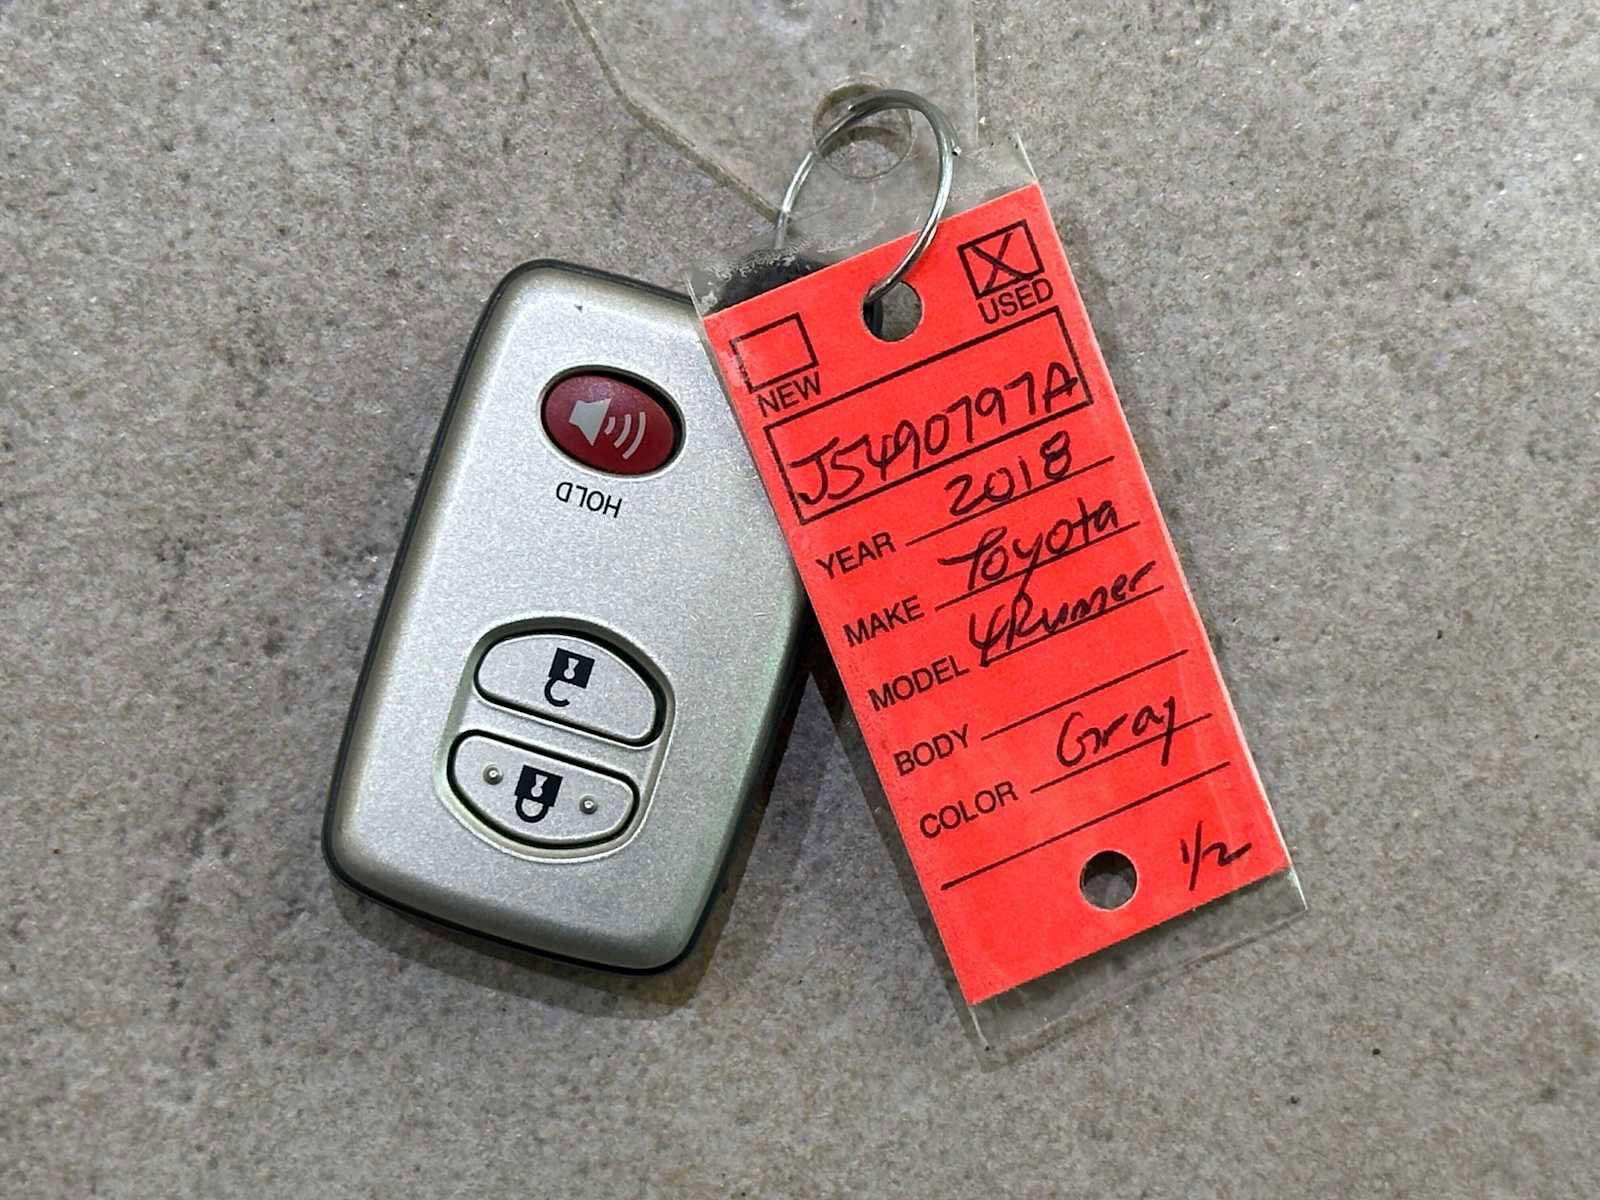 HOLD
USED
NEW
J5490797A
YEAR 2018
MAKE Toyota
MODEL 4Runner
BODY
COLOR Gray
1/2